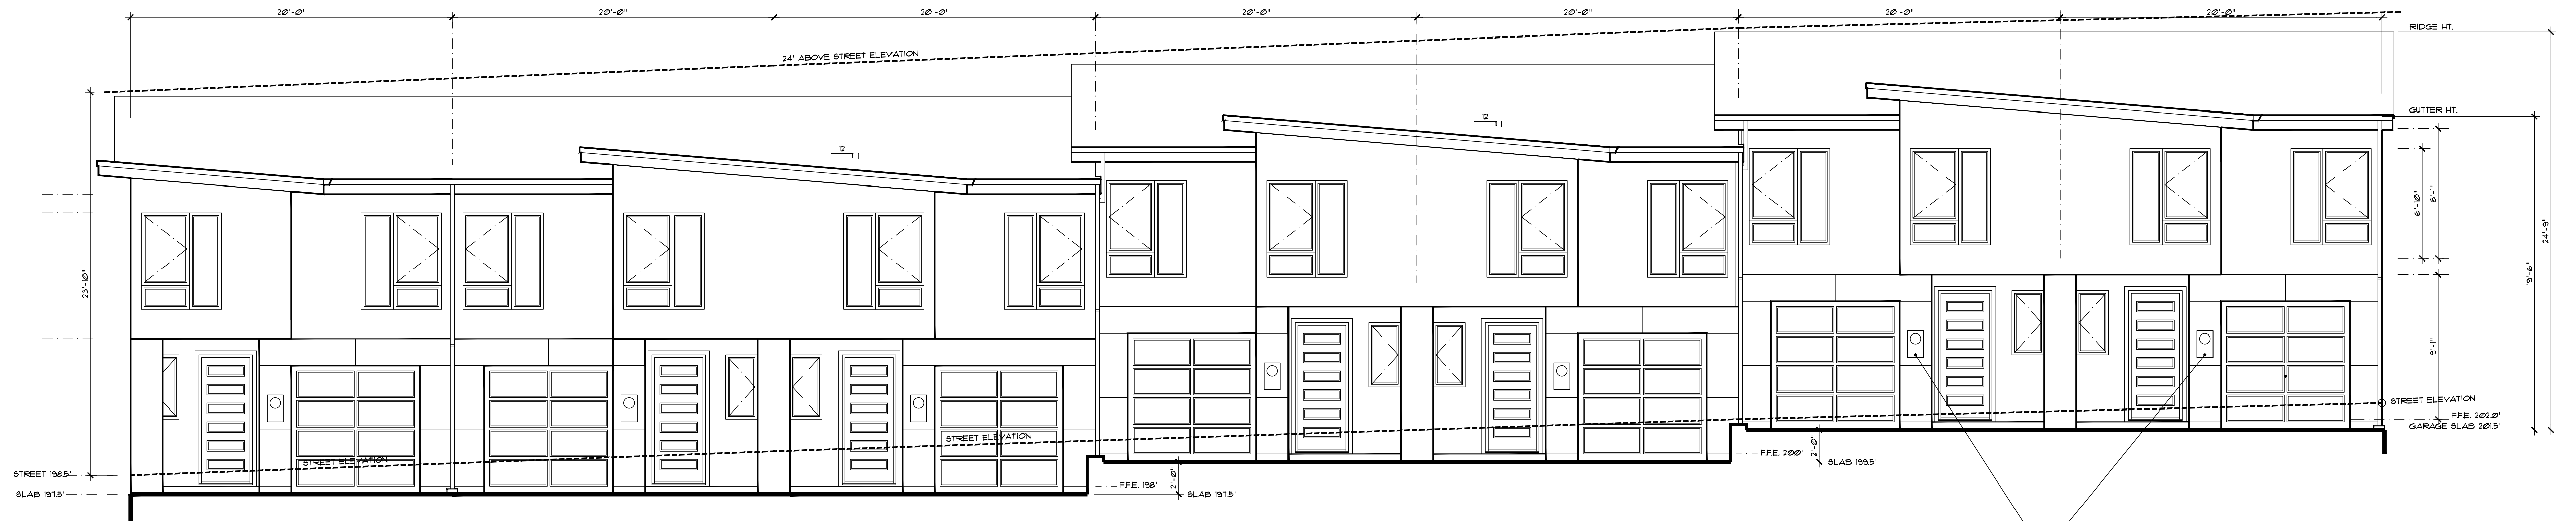 20'-0" 20'-0" 20'-0" 20'-0" 20'-0" 20'-0" 20'-0"
RIDGE HT.
24' ABOVE STREET ELEVATION
GUTTER HT.
12
1
12
1
23'-10"
6'-10"
8'-1"
24'-9"
19'-6"
9'-1"
STREET ELEVATION
F.F.E. 202.0'
GARAGE SLAB 201.5'
STREET ELEVATION
2'-0"
F.F.E. 200'
SLAB 199.5'
STREET ELEVATION
STREET 198.5'
F.F.E. 198'
2'-0"
SLAB 197.5'
SLAB 197.5'